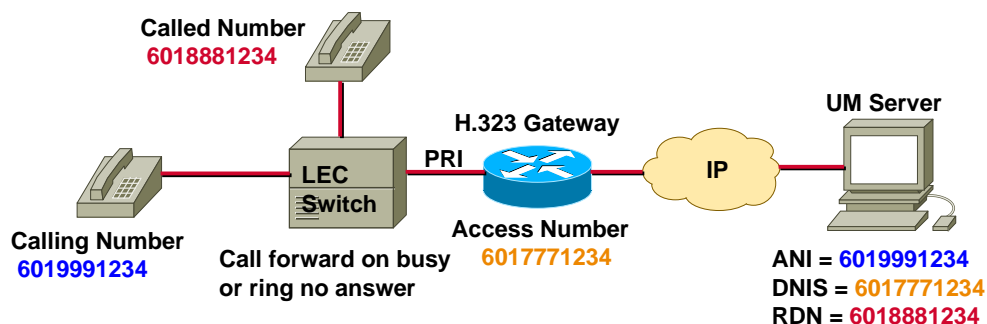 Called Number
6018881234
UM Server
H.323 Gateway
PRI
IP
LEC
Switch
Calling Number
6019991234
Call forward on busy
or ring no answer
Access Number
6017771234
ANI = 6019991234
DNIS = 6017771234
RDN = 6018881234